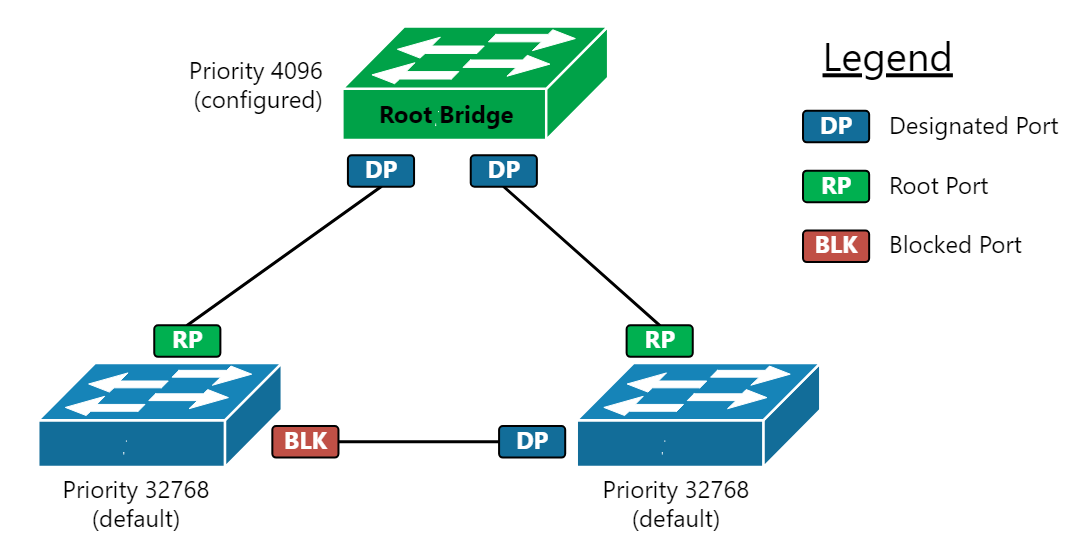 Priority 4096
(configured)
Root Bridge
DP
DP
RP
RP
BLK
DP
Priority 32768
(default)
Priority 32768
(default)
Legend
DP
Designated Port
RP
Root Port
BLK
Blocked Port